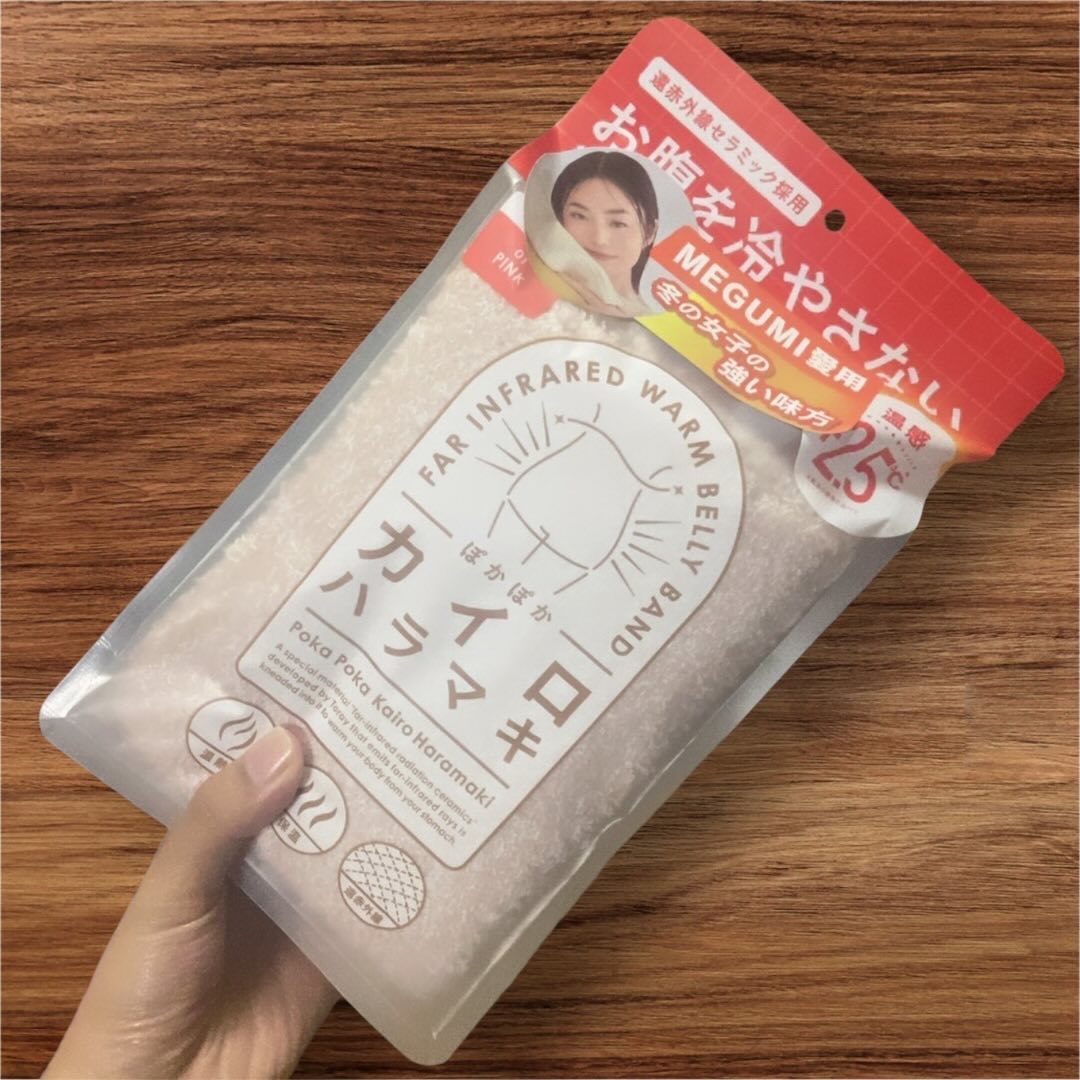 遠赤外線セラミック採用
お腹を冷やさない
MEGUMI愛用
冬の女子の
強い味方
01
PINK
温感
2.5℃
FAR INFRARED WARM BELLY BAND
ぽかぽか
カイロ
ハラマキ
Poka Poka Kairo Haramaki
A special material "far-infrared radiation ceramics"
developed by Toray that emits far-infrared rays is
kneaded into it to warm your body from your stomach.
保温
遠赤外線